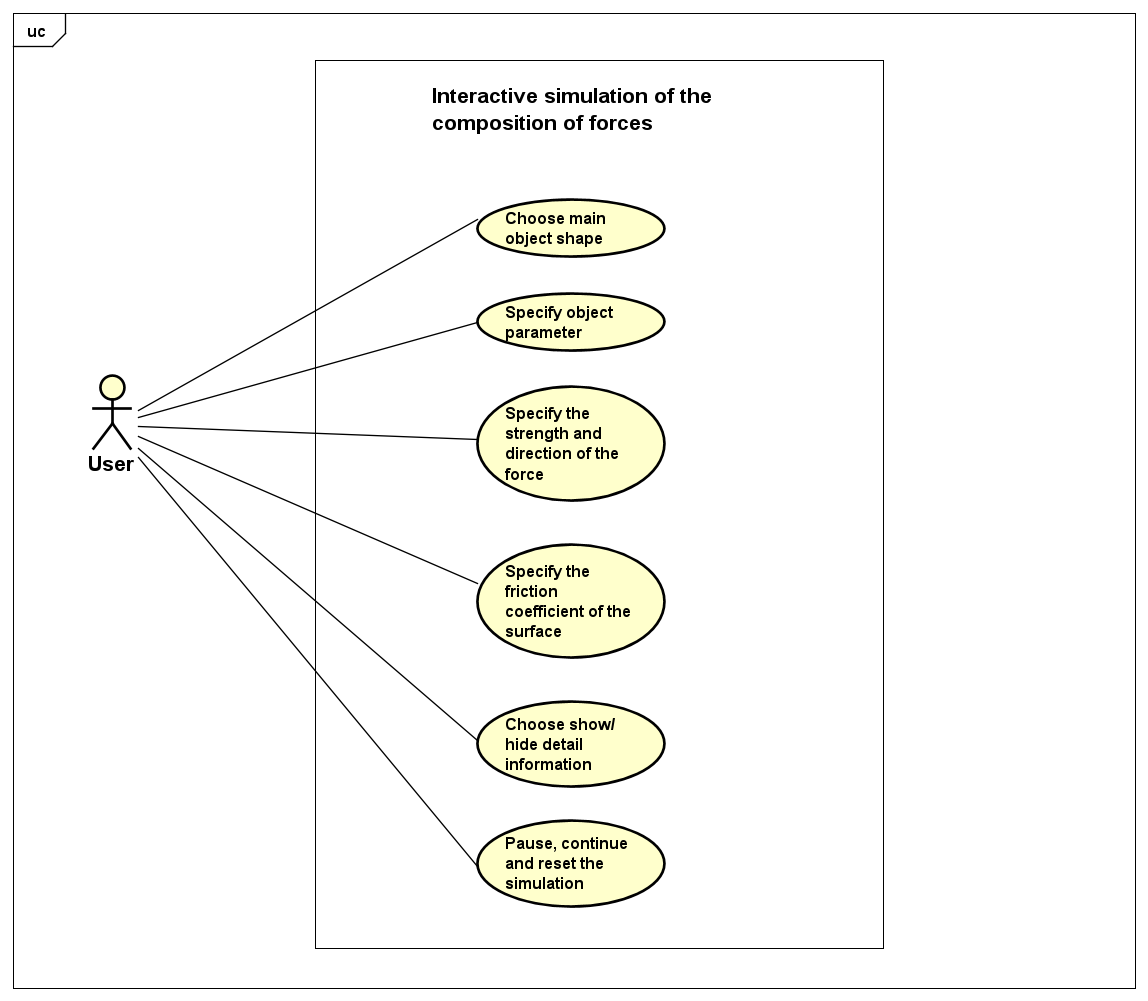 uc
Interactive simulation of the
composition of forces
Choose main
object shape
Specify object
parameter
Specify the
strength and
direction of the
force
User
Specify the
friction
coefficient of the
surface
Choose show/
hide detail
information
Pause, continue
and reset the
simulation